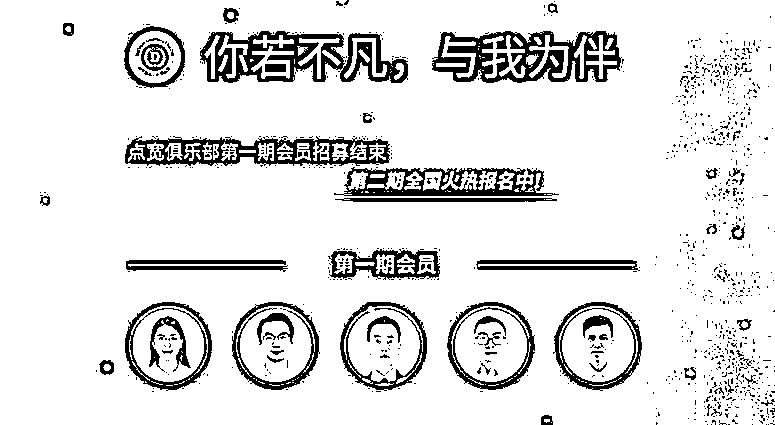 你若不凡，与我为伴
点宽俱乐部第一期会员招募结束
第二期全国火热报名中!
第一期会员